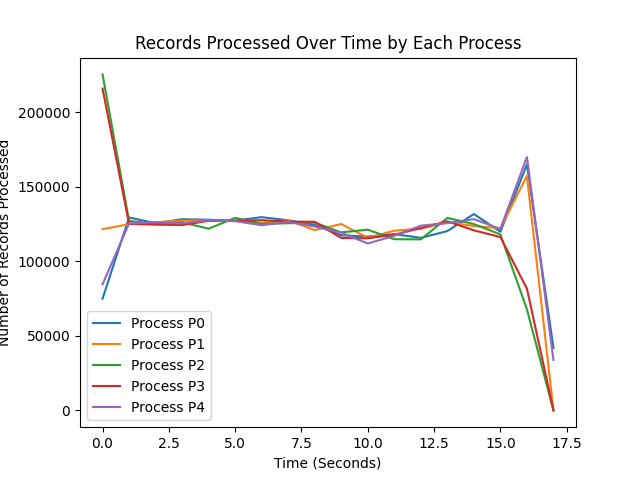 Records Processed Over Time by Each Process
Number of Records Processed
200000
150000
100000
50000
0
Process P0
Process P1
Process P2
Process P3
Process P4
0.0 2.5 5.0 7.5 10.0 12.5 15.0 17.5
Time (Seconds)